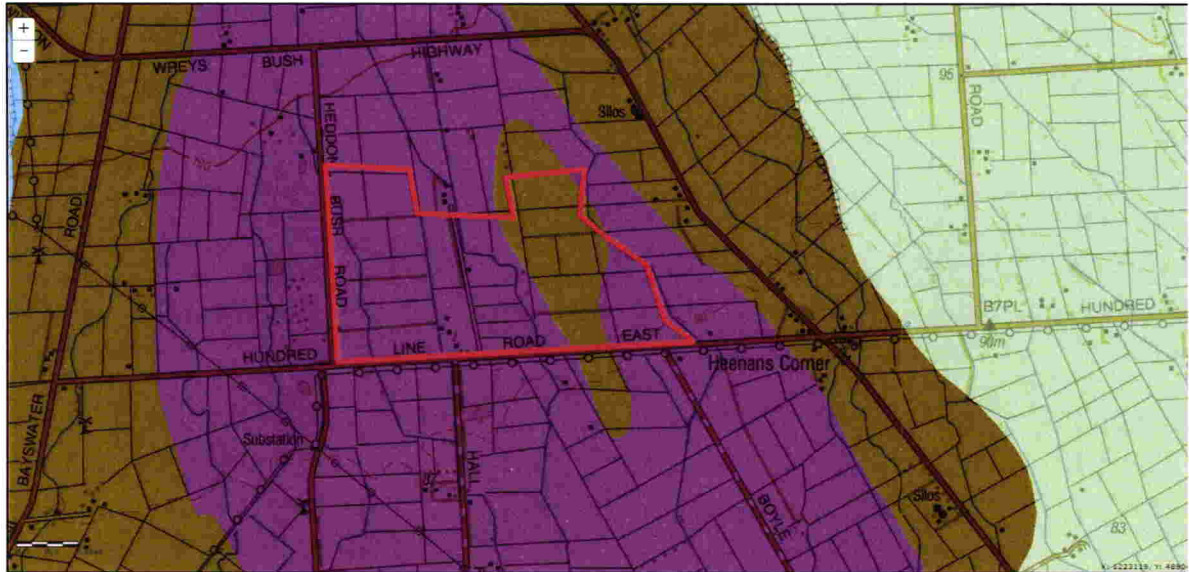 +
−
WREYS BUSH HIGHWAY
HEDDON BUSH ROAD
Silos
95
ROAD
BAYSWATER ROAD
HUNDRED LINE ROAD EAST
B7PL
HUNDRED
90m
Heenans Corner
Substation
HALL
BOYLE
Silos
83